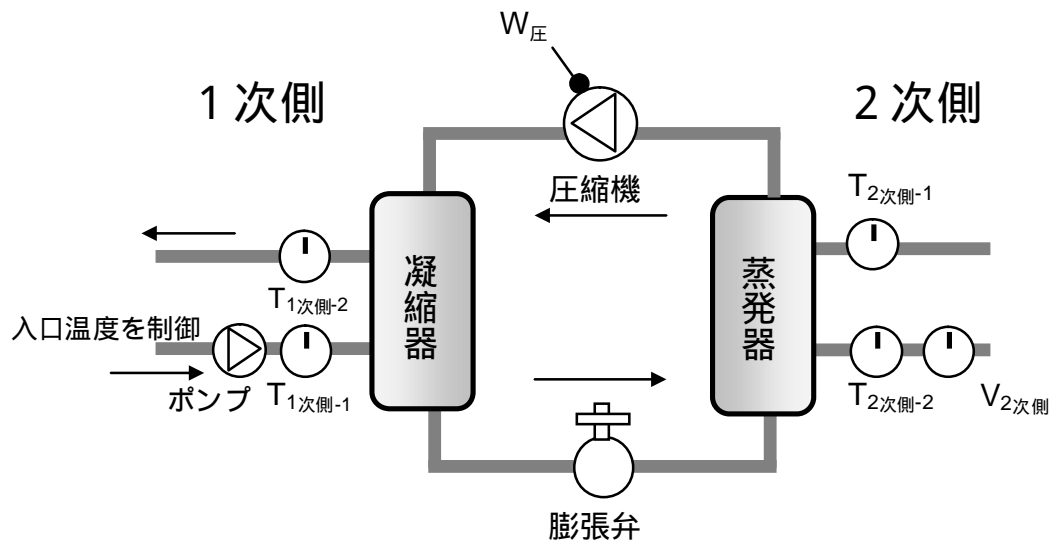 W圧
1 次側
2 次側
圧縮機
T2次側-1
凝縮器
蒸発器
T1次側-2
入口温度を制御
ポンプ
T1次側-1
T2次側-2
V2次側
膨張弁